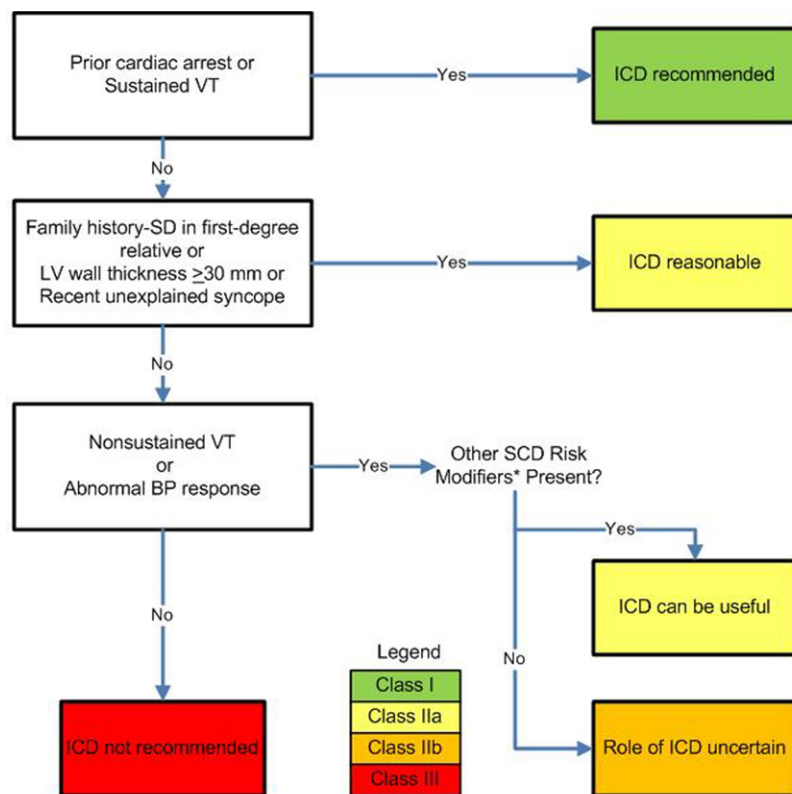 Prior cardiac arrest or
Sustained VT
Yes
ICD recommended
No
Family history-SD in first-degree
relative or
LV wall thickness ≥30 mm or
Recent unexplained syncope
Yes
ICD reasonable
No
Nonsustained VT
or
Abnormal BP response
Yes
Other SCD Risk
Modifiers* Present?
Yes
ICD can be useful
No
No
Role of ICD uncertain
ICD not recommended
Legend
Class I
Class IIa
Class IIb
Class III